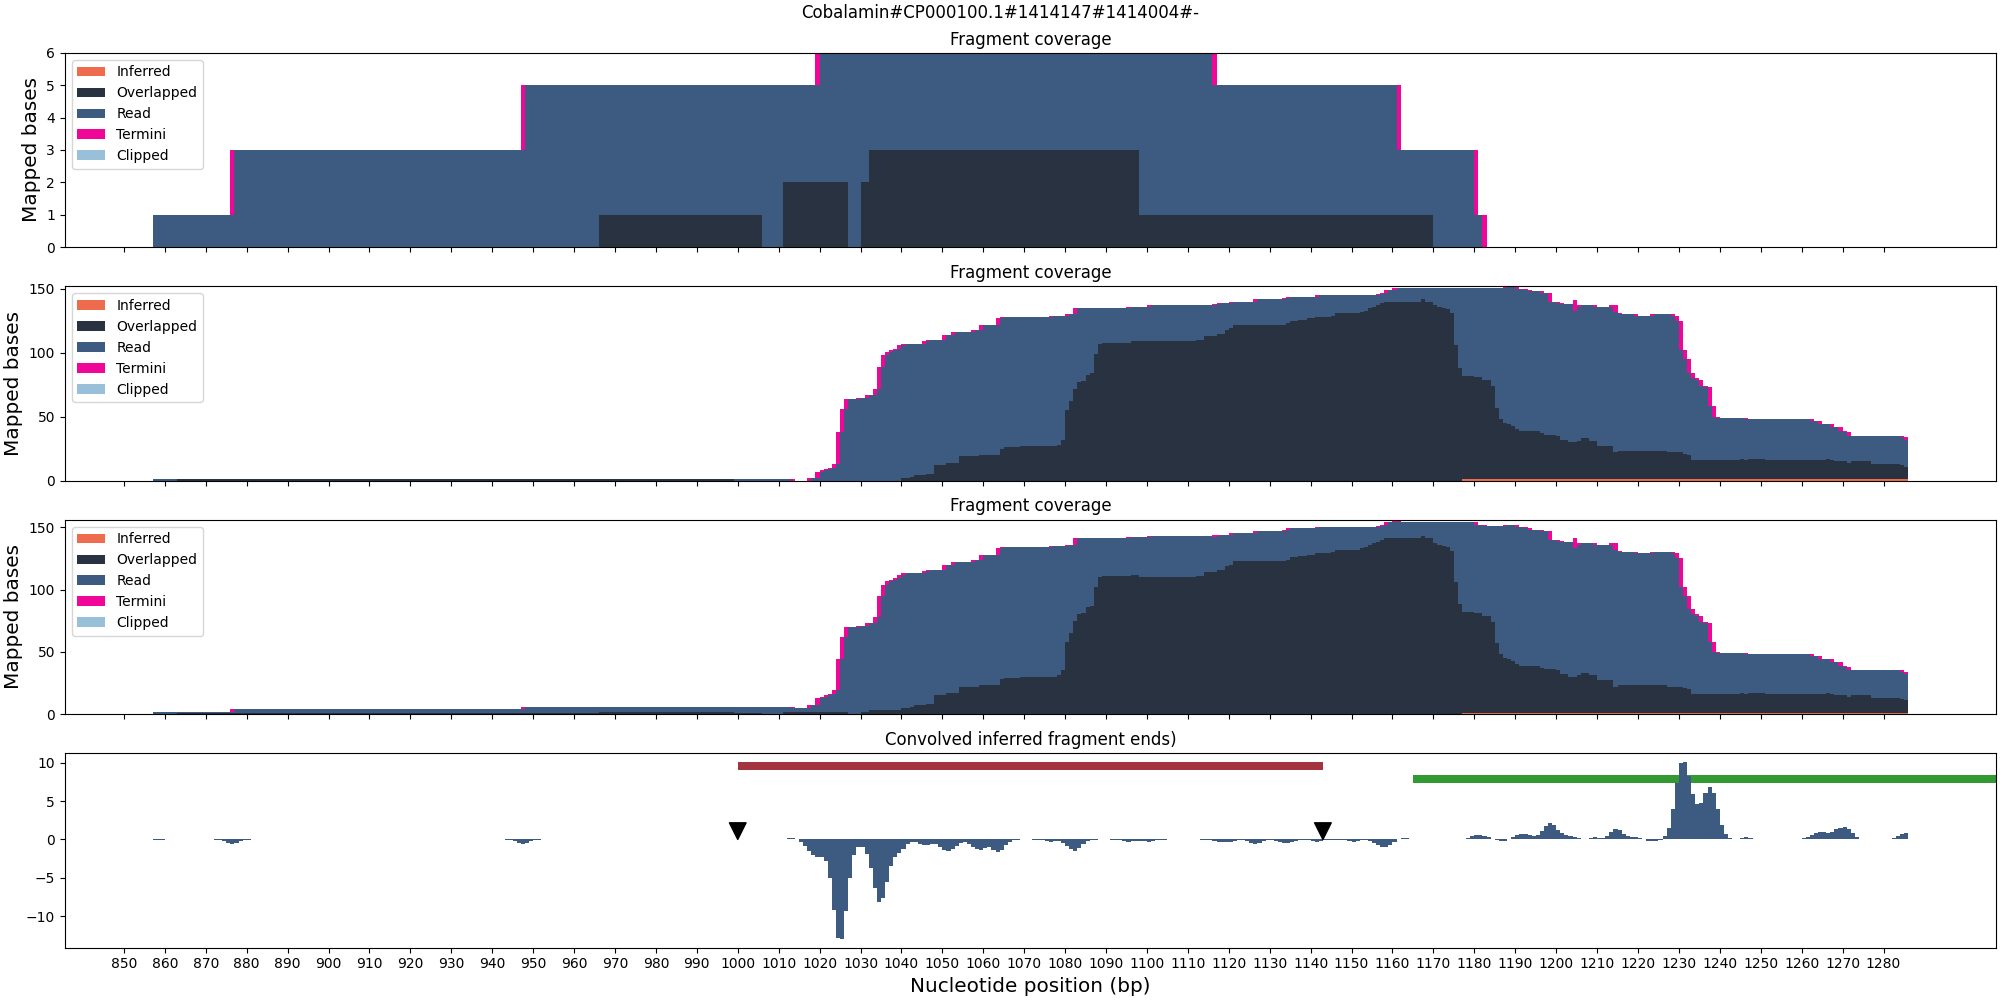 Cobalamin#CP000100.1#1414147#1414004#-
Fragment coverage
Mapped bases
6
5
4
3
2
1
0
Inferred
Overlapped
Read
Termini
Clipped
Fragment coverage
Mapped bases
150
100
50
0
Inferred
Overlapped
Read
Termini
Clipped
Fragment coverage
Mapped bases
150
100
50
0
Inferred
Overlapped
Read
Termini
Clipped
Convolved inferred fragment ends)
10
5
0
−5
−10
850 860 870 880 890 900 910 920 930 940 950 960 970 980 990 1000 1010 1020 1030 1040 1050 1060 1070 1080 1090 1100 1110 1120 1130 1140 1150 1160 1170 1180 1190 1200 1210 1220 1230 1240 1250 1260 1270 1280
Nucleotide position (bp)